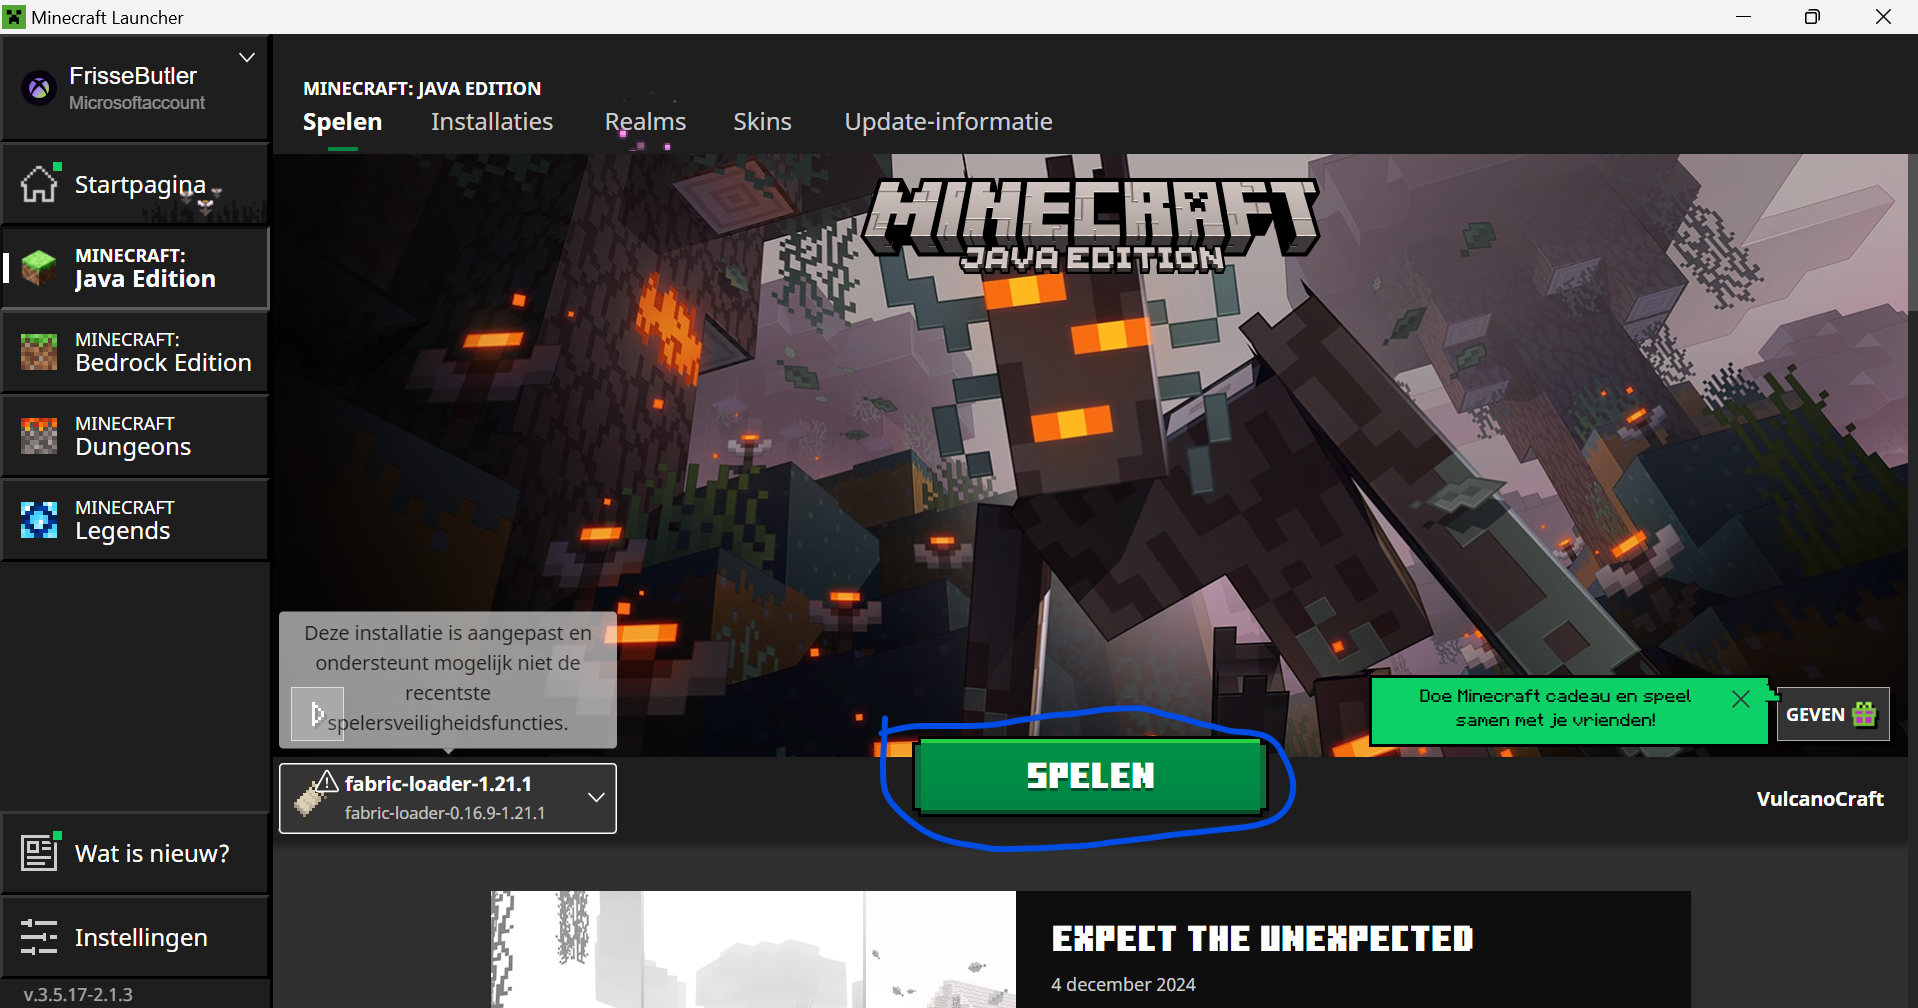 Minecraft Launcher
FrisseButler
Microsoftaccount
Startpagina
MINECRAFT:
Java Edition
MINECRAFT:
Bedrock Edition
MINECRAFT
Dungeons
MINECRAFT
Legends
Wat is nieuw?
Instellingen
v.3.5.17-2.1.3
MINECRAFT: JAVA EDITION
Spelen Installaties Realms Skins Update-informatie
MINECRAFT
JAVA EDITION
Deze installatie is aangepast en
ondersteunt mogelijk niet de
recentste
spelersveiligheidsfuncties.
Doe Minecraft cadeau en speel
samen met je vrienden!
GEVEN
fabric-loader-1.21.1
fabric-loader-0.16.9-1.21.1
SPELEN
VulcanoCraft
EXPECT THE UNEXPECTED
4 december 2024